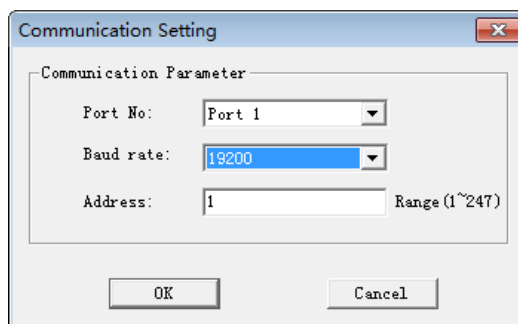 Communication Setting
Communication Parameter
Port No: Port 1
Baud rate: 19200
Address: 1 Range(1~247)
OK Cancel